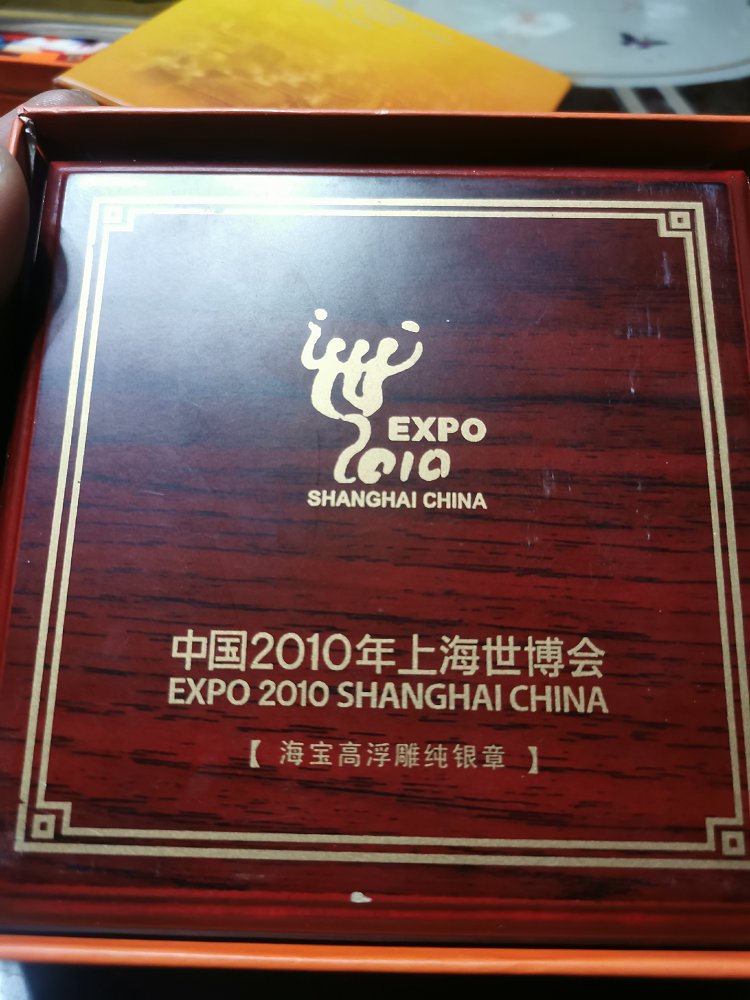 世
EXPO
2010
SHANGHAI CHINA
中国2010年上海世博会
EXPO 2010 SHANGHAI CHINA
【 海宝高浮雕纯银章 】